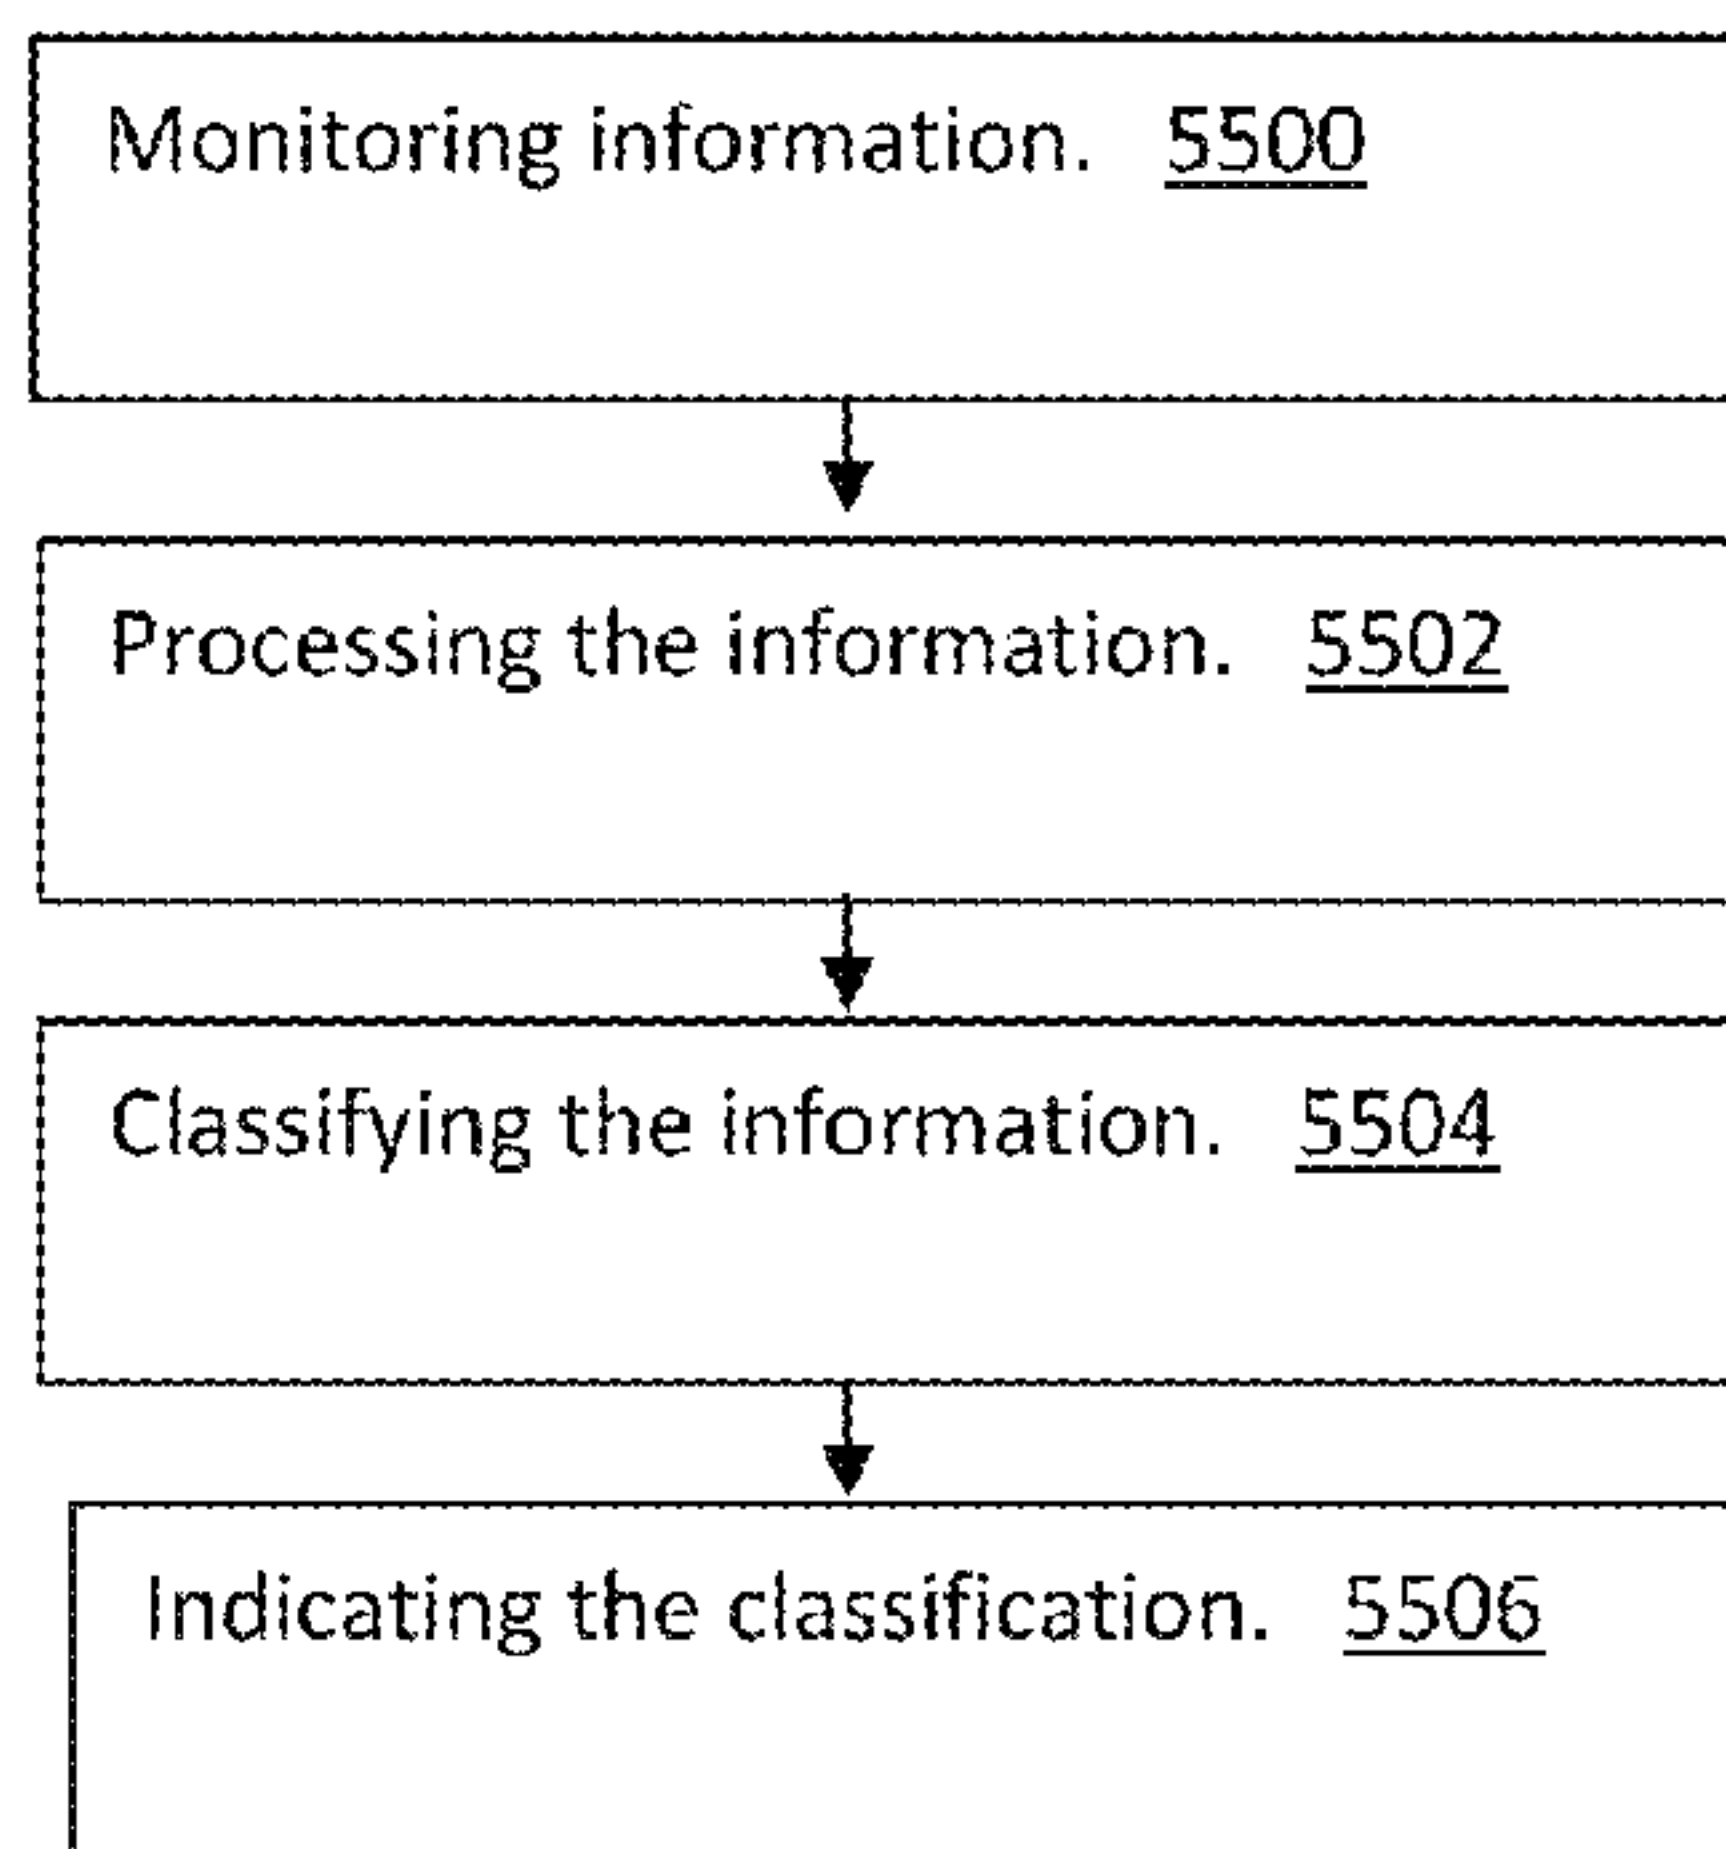 Monitoring information. 5500
Processing the information. 5502
Classifying the information. 5504
Indicating the classification. 5506